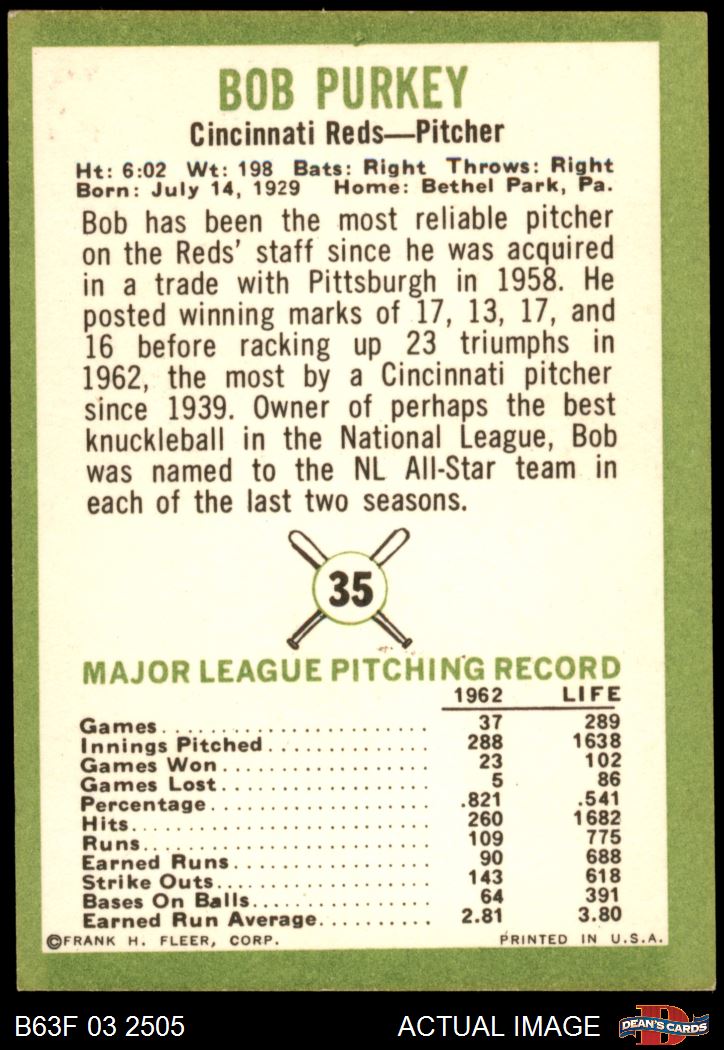 BOB PURKEY
Cincinnati Reds—Pitcher
Ht: 6:02 Wt: 198 Bats: Right Throws: Right
Born: July 14, 1929 Home: Bethel Park, Pa.
Bob has been the most reliable pitcher
on the Reds' staff since he was acquired
in a trade with Pittsburgh in 1958. He
posted winning marks of 17, 13, 17, and
16 before racking up 23 triumphs in
1962, the most by a Cincinnati pitcher
since 1939. Owner of perhaps the best
knuckleball in the National League, Bob
was named to the NL All-Star team in
each of the last two seasons.
35
MAJOR LEAGUE PITCHING RECORD
1962 LIFE
Games 37 289
Innings Pitched 288 1638
Games Won 23 102
Games Lost 5 86
Percentage .821 .541
Hits 260 1682
Runs 109 775
Earned Runs 90 688
Strike Outs 143 618
Bases On Balls 64 391
Earned Run Average 2.81 3.80
©FRANK H. FLEER, CORP. PRINTED IN U.S.A.
B63F 03 2505 ACTUAL IMAGE D DEAN'S CARDS